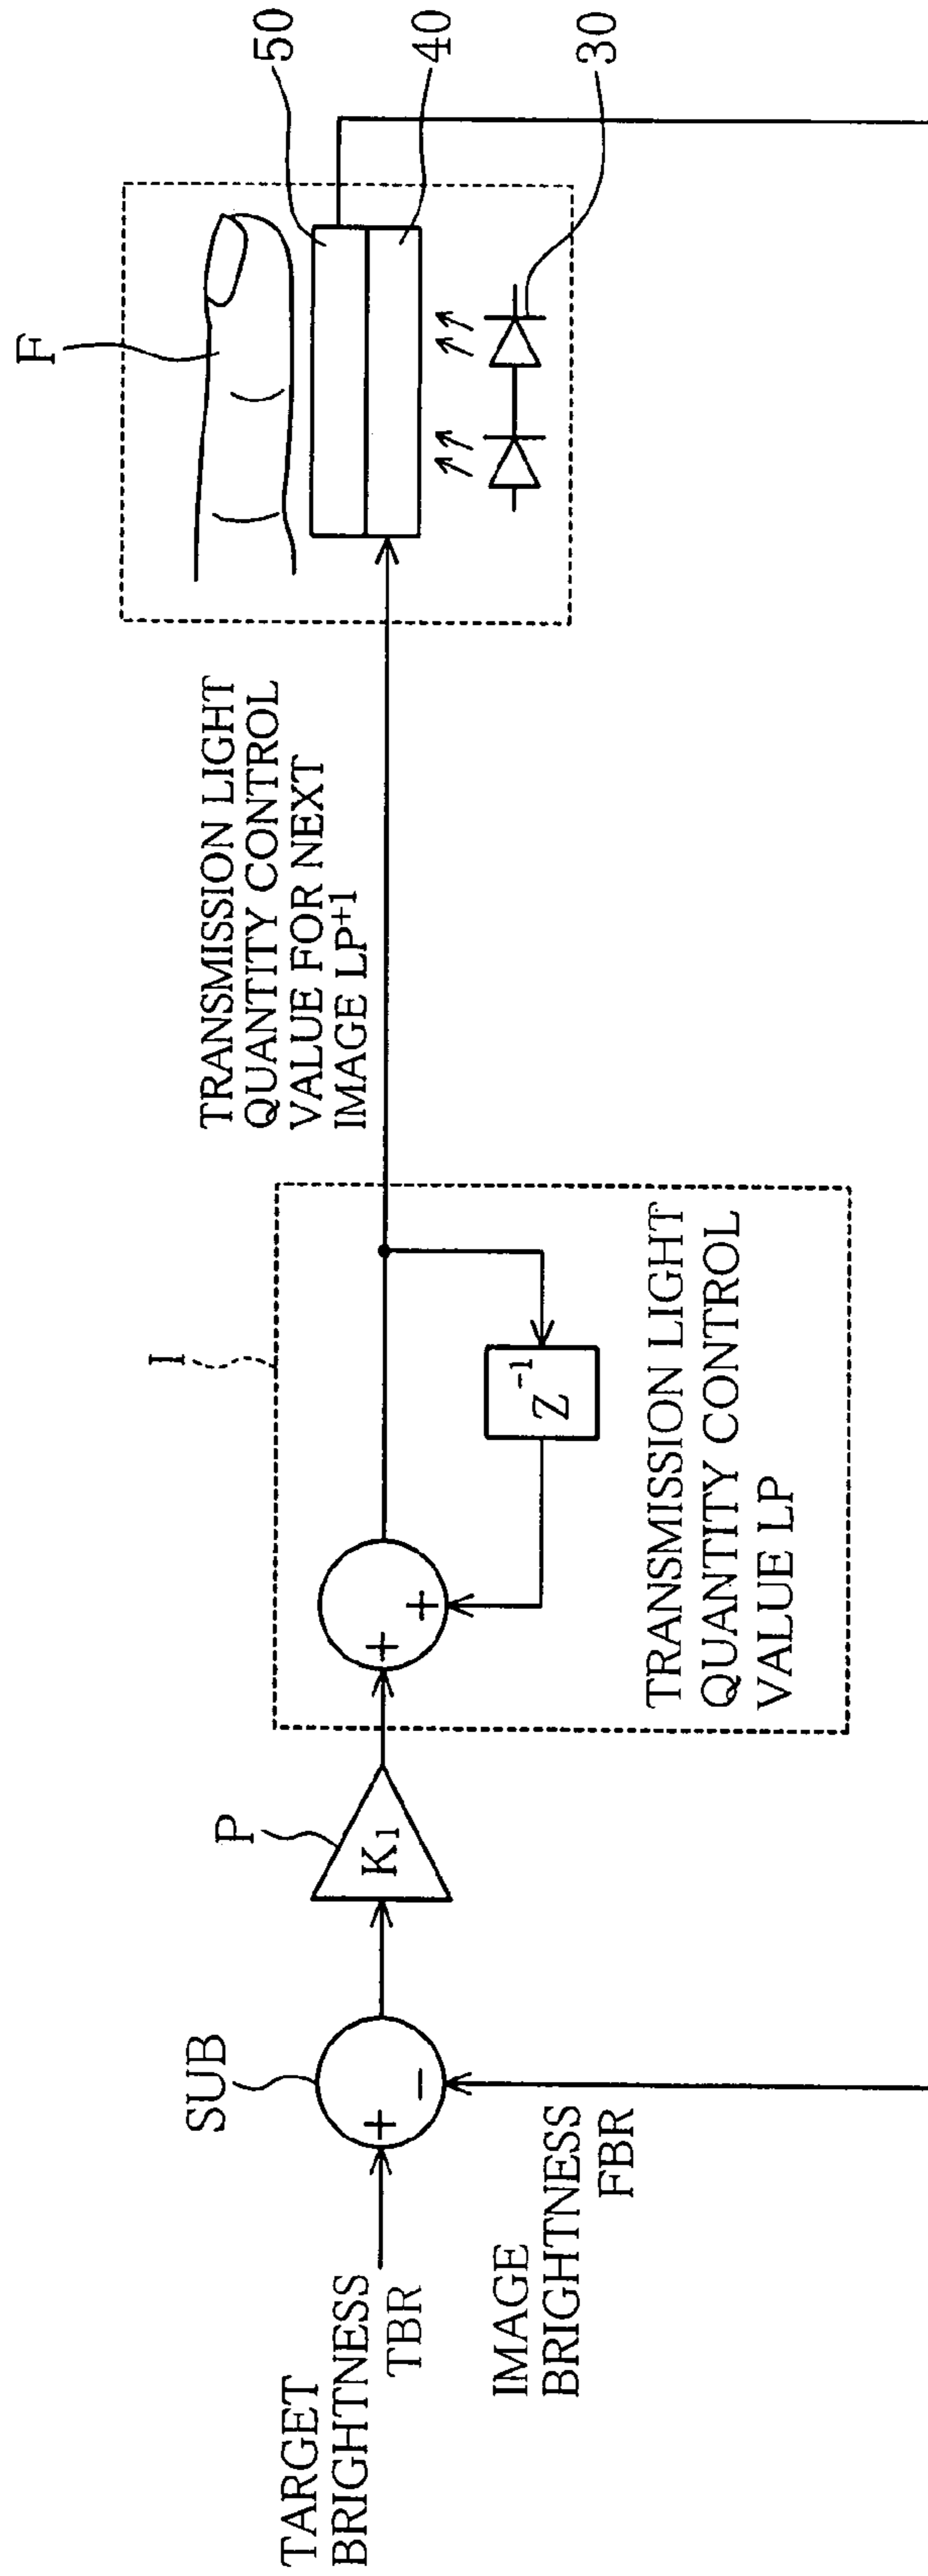 TARGET
BRIGHTNESS
TBR
IMAGE
BRIGHTNESS
FBR
SUB
+
−
P
K1
I
+
+
Z⁻¹
TRANSMISSION LIGHT
QUANTITY CONTROL
VALUE LP
TRANSMISSION LIGHT
QUANTITY CONTROL
VALUE FOR NEXT
IMAGE LP+1
F
50
40
30